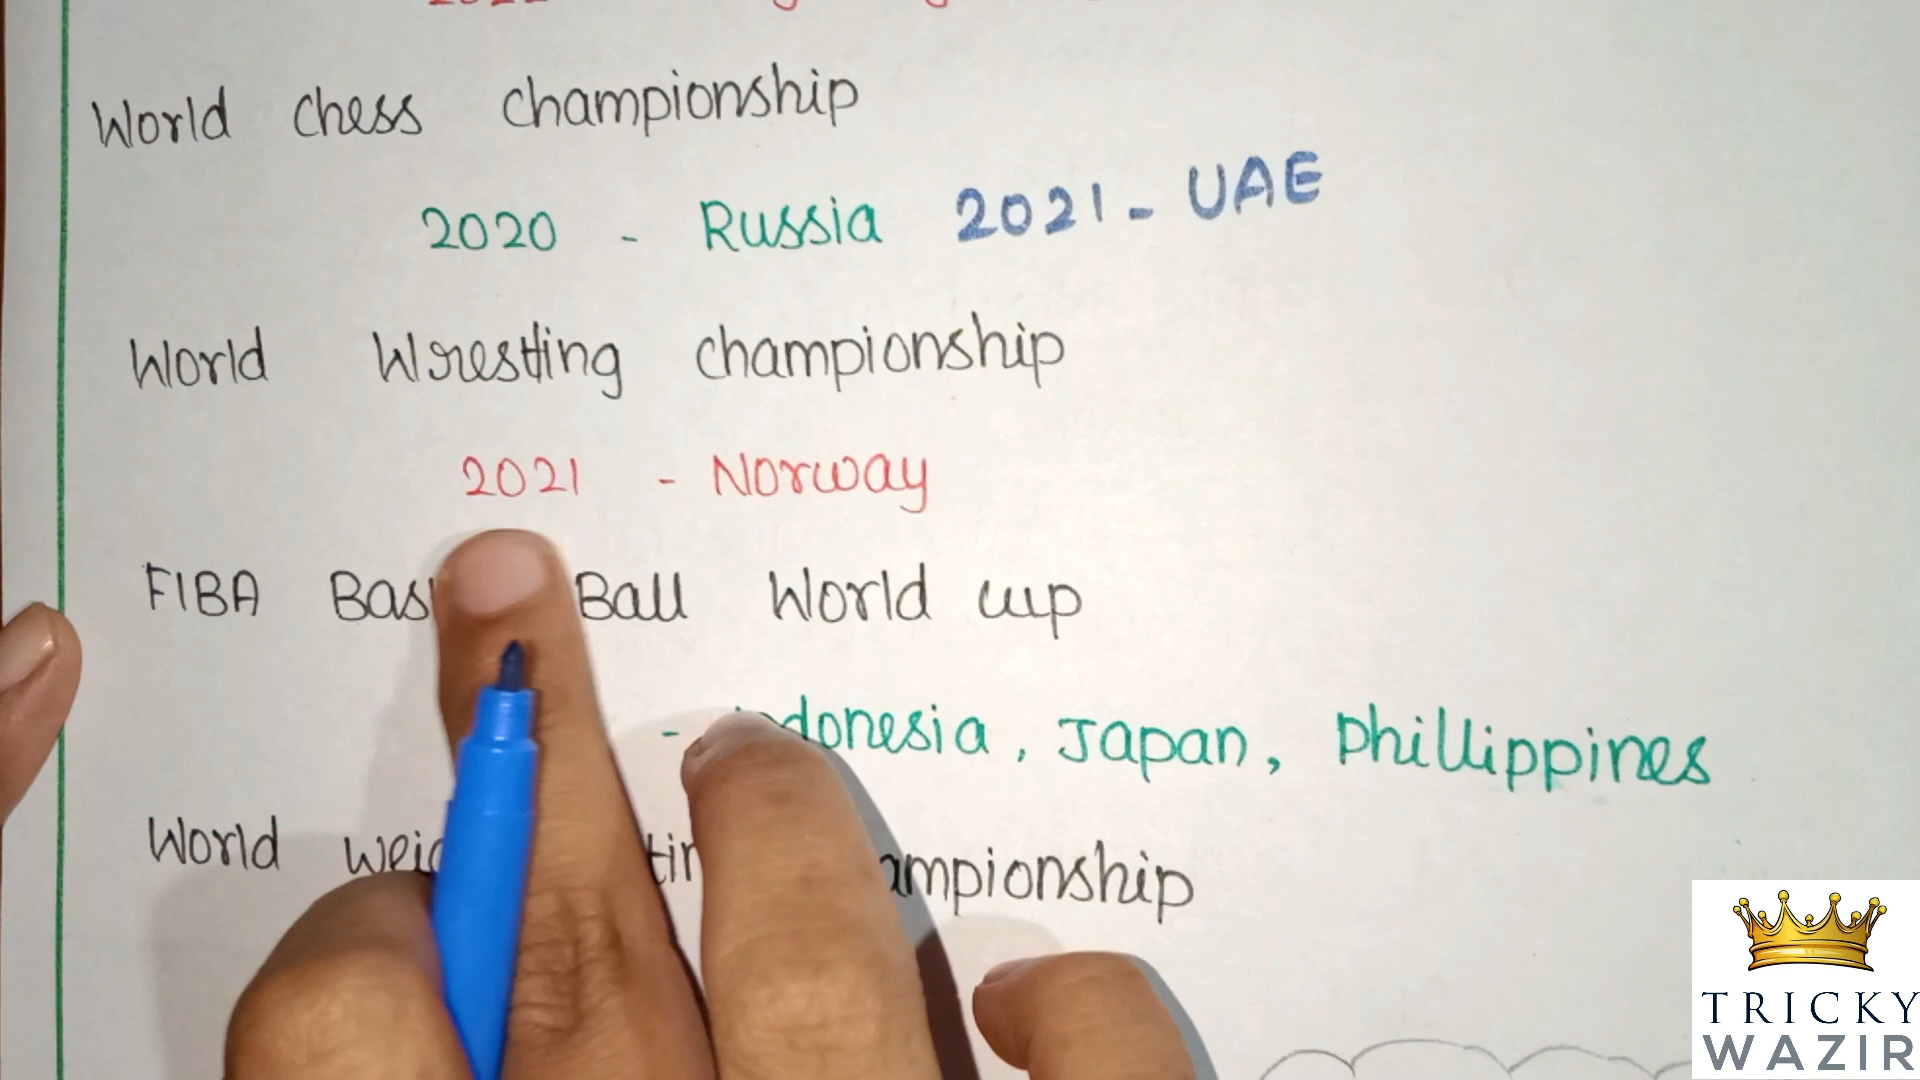 World chess championship
2020 - Russia 2021 - UAE
World Wrestling championship
2021 - Norway
FIBA Ball World cup
- Indonesia, Japan, Phillippines
World championship
TRICKY
WAZIR